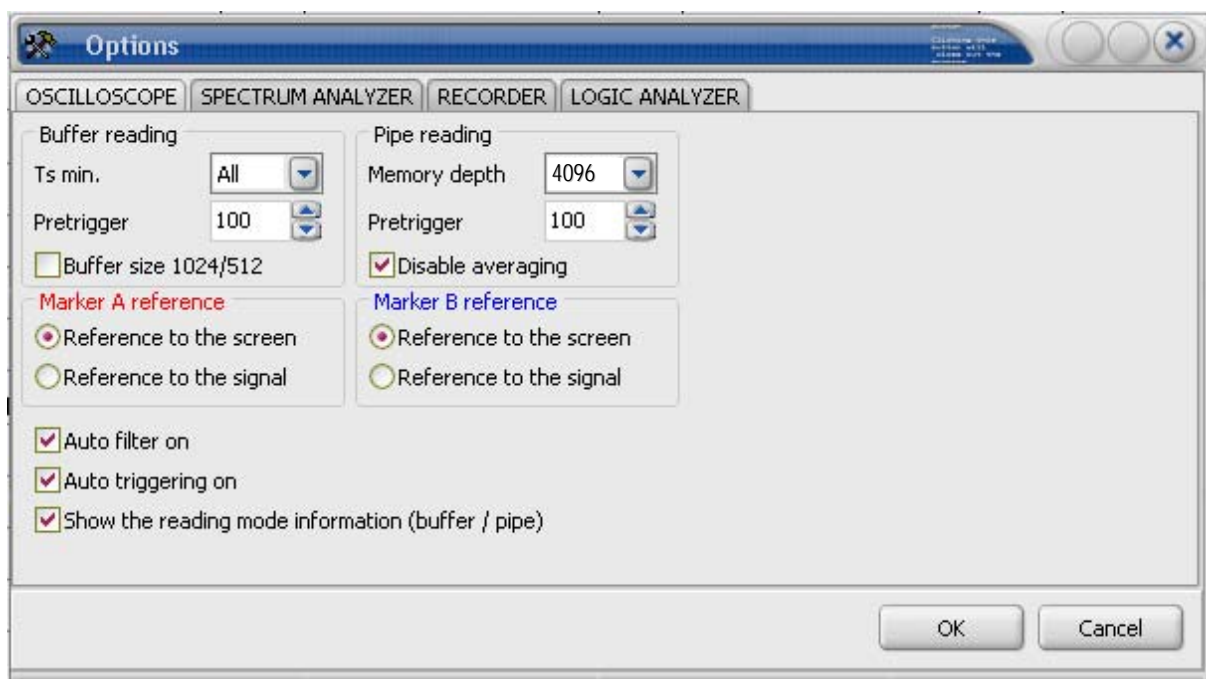 Options
OSCILLOSCOPE SPECTRUM ANALYZER RECORDER LOGIC ANALYZER
Buffer reading
Ts min. All
Pretrigger 100
Buffer size 1024/512
Pipe reading
Memory depth 4096
Pretrigger 100
Disable averaging
Marker A reference
Reference to the screen
Reference to the signal
Marker B reference
Reference to the screen
Reference to the signal
Auto filter on
Auto triggering on
Show the reading mode information (buffer / pipe)
OK Cancel